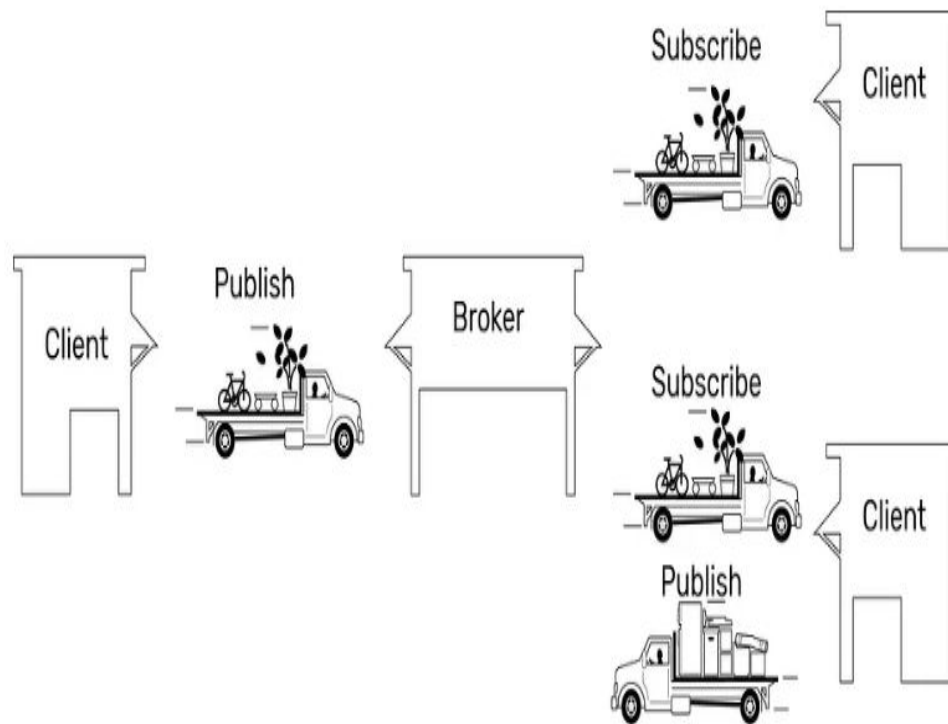 Subscribe
Client
Publish
Client
Broker
Subscribe
Client
Publish